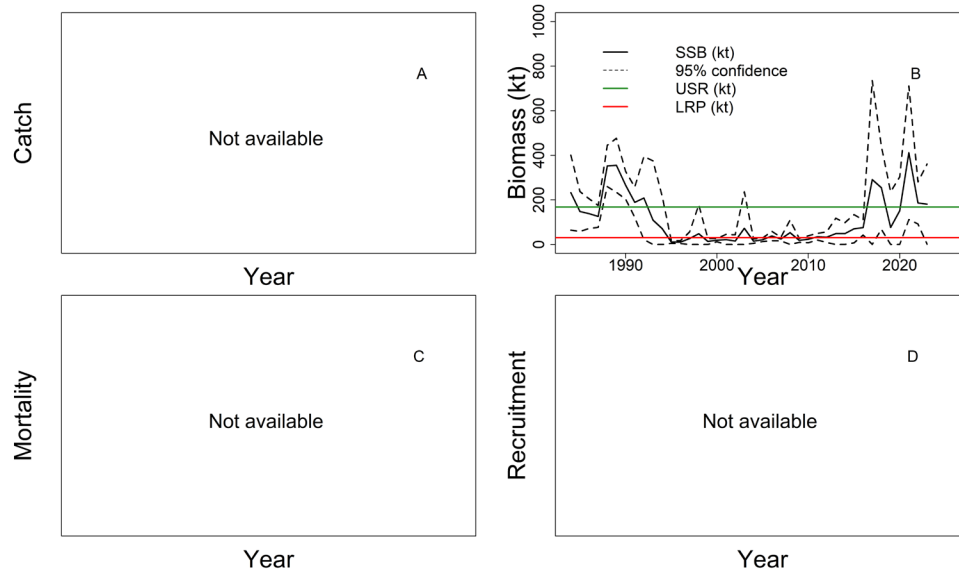 Catch
A
Not available
Year
Biomass (kt)
1000
800
600
400
200
0
SSB (kt)
95% confidence
USR (kt)
LRP (kt)
B
1990
2000
2010
2020
Year
Mortality
C
Not available
Year
Recruitment
D
Not available
Year